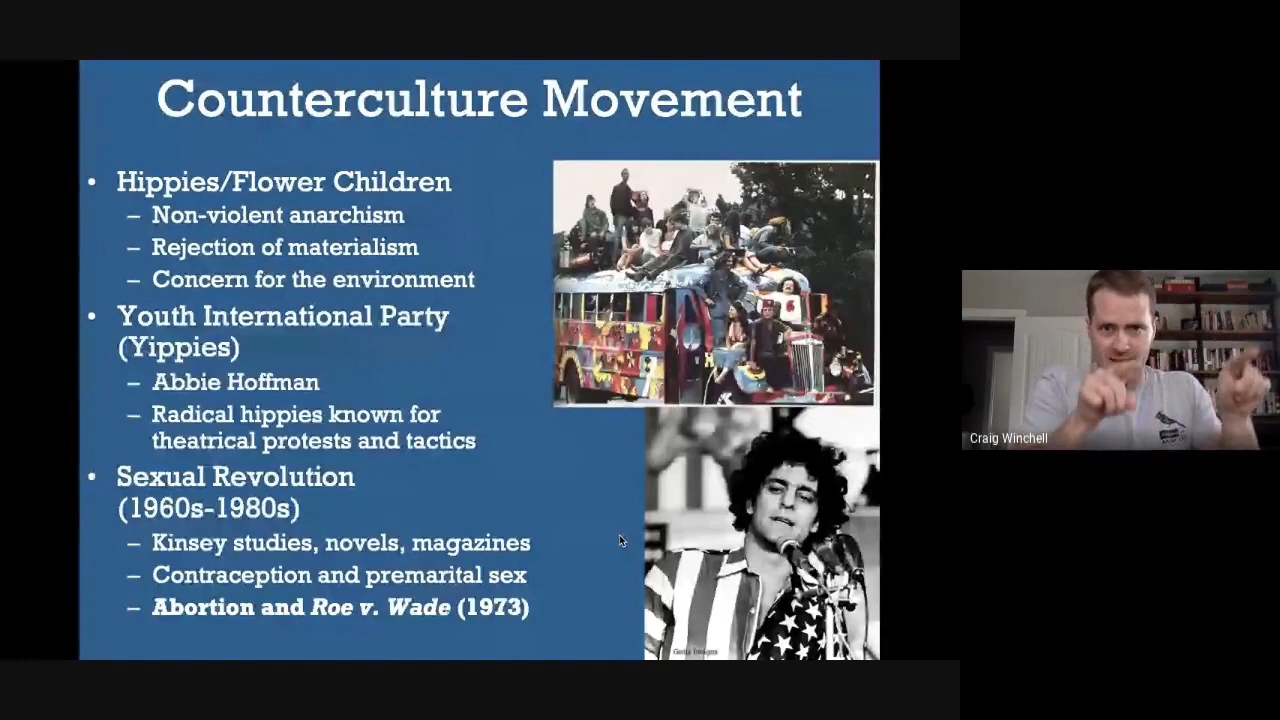 Counterculture Movement
• Hippies/Flower Children
– Non-violent anarchism
– Rejection of materialism
– Concern for the environment
• Youth International Party
(Yippies)
– Abbie Hoffman
– Radical hippies known for
theatrical protests and tactics
• Sexual Revolution
(1960s-1980s)
– Kinsey studies, novels, magazines
– Contraception and premarital sex
– Abortion and Roe v. Wade (1973)
Getty Images
Craig Winchell